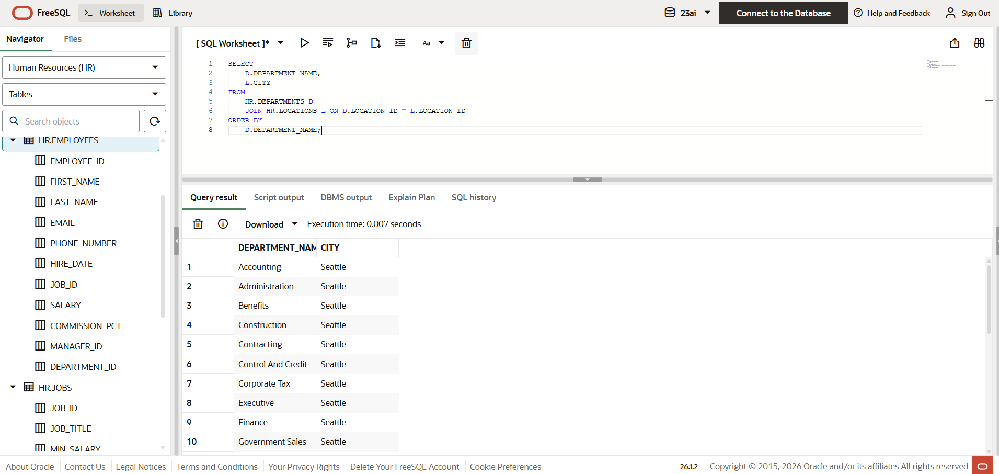 FreeSQL
Worksheet
Library
23ai
Connect to the Database
Help and Feedback
Sign Out
Navigator
Files
Human Resources (HR)
Tables
Search objects
HR.EMPLOYEES
EMPLOYEE_ID
FIRST_NAME
LAST_NAME
EMAIL
PHONE_NUMBER
HIRE_DATE
JOB_ID
SALARY
COMMISSION_PCT
MANAGER_ID
DEPARTMENT_ID
HR.JOBS
JOB_ID
JOB_TITLE
MIN_SALARY
[ SQL Worksheet ]*
Aa
1 SELECT
2 D.DEPARTMENT_NAME,
3 L.CITY
4 FROM
5 HR.DEPARTMENTS D
6 JOIN HR.LOCATIONS L ON D.LOCATION_ID = L.LOCATION_ID
7 ORDER BY
8 D.DEPARTMENT_NAME;
Query result
Script output
DBMS output
Explain Plan
SQL history
Download
Execution time: 0.007 seconds
DEPARTMENT_NAM CITY
1 Accounting Seattle
2 Administration Seattle
3 Benefits Seattle
4 Construction Seattle
5 Contracting Seattle
6 Control And Credit Seattle
7 Corporate Tax Seattle
8 Executive Seattle
9 Finance Seattle
10 Government Sales Seattle
About Oracle
Contact Us
Legal Notices
Terms and Conditions
Your Privacy Rights
Delete Your FreeSQL Account
Cookie Preferences
26.1.2 - Copyright © 2015, 2026 Oracle and/or its affiliates All rights reserved